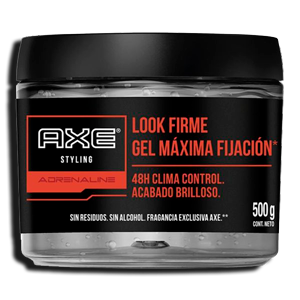 AXE®
STYLING
ADRENALINE
LOOK FIRME
GEL MÁXIMA FIJACIÓN*
48H CLIMA CONTROL.
ACABADO BRILLOSO.
SIN RESIDUOS. SIN ALCOHOL. FRAGANCIA EXCLUSIVA AXE.**
500 g
CONT. NETO